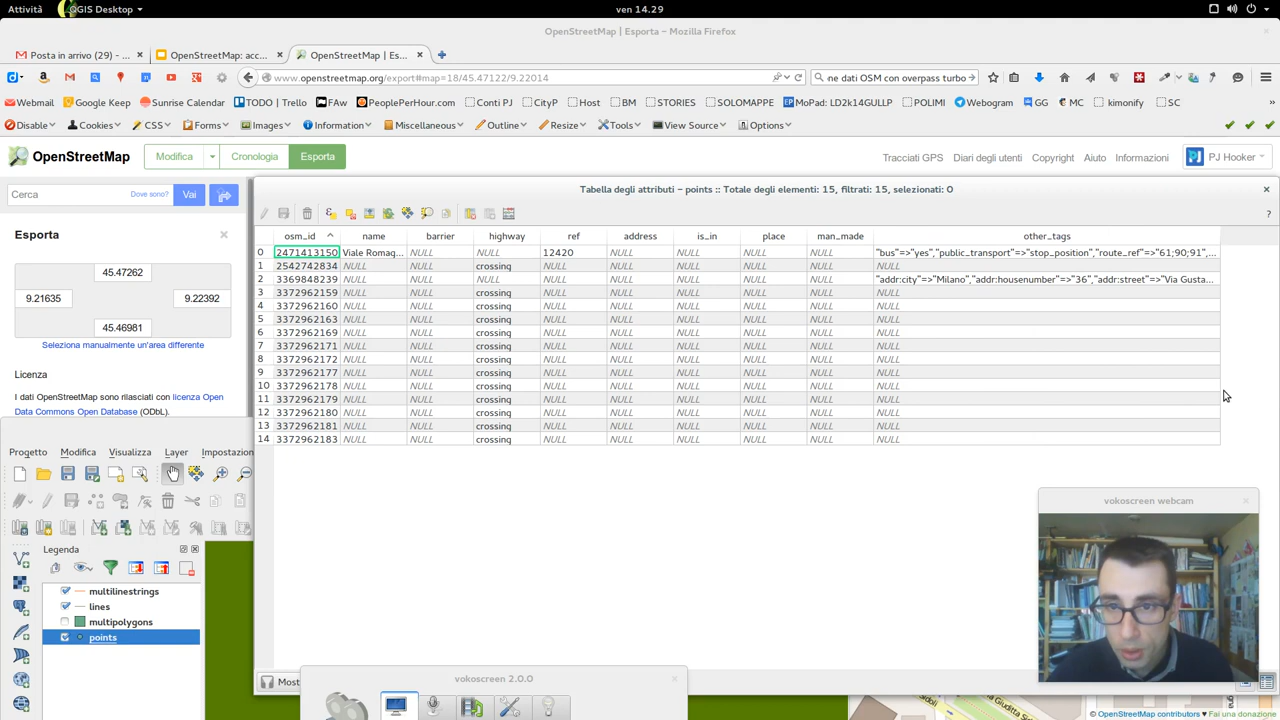 Attività
QGIS Desktop
ven 14.29
OpenStreetMap | Esporta - Mozilla Firefox
Posta in arrivo (29) - ...
OpenStreetMap: acc...
OpenStreetMap | Es...
www.openstreetmap.org/export#map=18/45.47122/9.22014
ne dati OSM con overpass turbo
Webmail
Google Keep
Sunrise Calendar
TODO | Trello
FAw
PeoplePerHour.com
Conti PJ
CityP
Host
BM
STORIES
SOLOMAPPE
MoPad: LD2k14GULLP
POLIMI
Webogram
GG
MC
kimonify
SC
Disable
Cookies
CSS
Forms
Images
Information
Miscellaneous
Outline
Resize
Tools
View Source
Options
OpenStreetMap
Modifica
Cronologia
Esporta
Tracciati GPS
Diari degli utenti
Copyright
Aiuto
Informazioni
PJ Hooker
Cerca
Dove sono?
Vai
Esporta
45.47262
9.21635
9.22392
45.46981
Seleziona manualmente un'area differente
Licenza
I dati OpenStreetMap sono rilasciati con licenza Open
Data Commons Open Database (ODbL).
Tabella degli attributi - points :: Totale degli elementi: 15, filtrati: 15, selezionati: 0
osm_id name barrier highway ref address is_in place man_made other_tags
0 2471413150 Viale Romag... NULL NULL 12420 NULL NULL NULL NULL "bus"=>"yes","public_transport"=>"stop_position","route_ref"=>"61;90;91",...
1 2542742834 NULL NULL crossing NULL NULL NULL NULL NULL NULL
2 3369848239 NULL NULL NULL NULL NULL NULL NULL NULL "addr:city"=>"Milano","addr:housenumber"=>"36","addr:street"=>"Via Gusta...
3 3372962159 NULL NULL crossing NULL NULL NULL NULL NULL NULL
4 3372962160 NULL NULL crossing NULL NULL NULL NULL NULL NULL
5 3372962163 NULL NULL crossing NULL NULL NULL NULL NULL NULL
6 3372962169 NULL NULL crossing NULL NULL NULL NULL NULL NULL
7 3372962171 NULL NULL crossing NULL NULL NULL NULL NULL NULL
8 3372962172 NULL NULL crossing NULL NULL NULL NULL NULL NULL
9 3372962177 NULL NULL crossing NULL NULL NULL NULL NULL NULL
10 3372962178 NULL NULL crossing NULL NULL NULL NULL NULL NULL
11 3372962179 NULL NULL crossing NULL NULL NULL NULL NULL NULL
12 3372962180 NULL NULL crossing NULL NULL NULL NULL NULL NULL
13 3372962181 NULL NULL crossing NULL NULL NULL NULL NULL NULL
14 3372962183 NULL NULL crossing NULL NULL NULL NULL NULL NULL
Progetto
Modifica
Visualizza
Layer
Impostazion
Legenda
multilinestrings
lines
multipolygons
points
Most
vokoscreen webcam
vokoscreen 2.0.0
Giuditta S
© OpenStreetMap contributors ♥ Fai una donazione